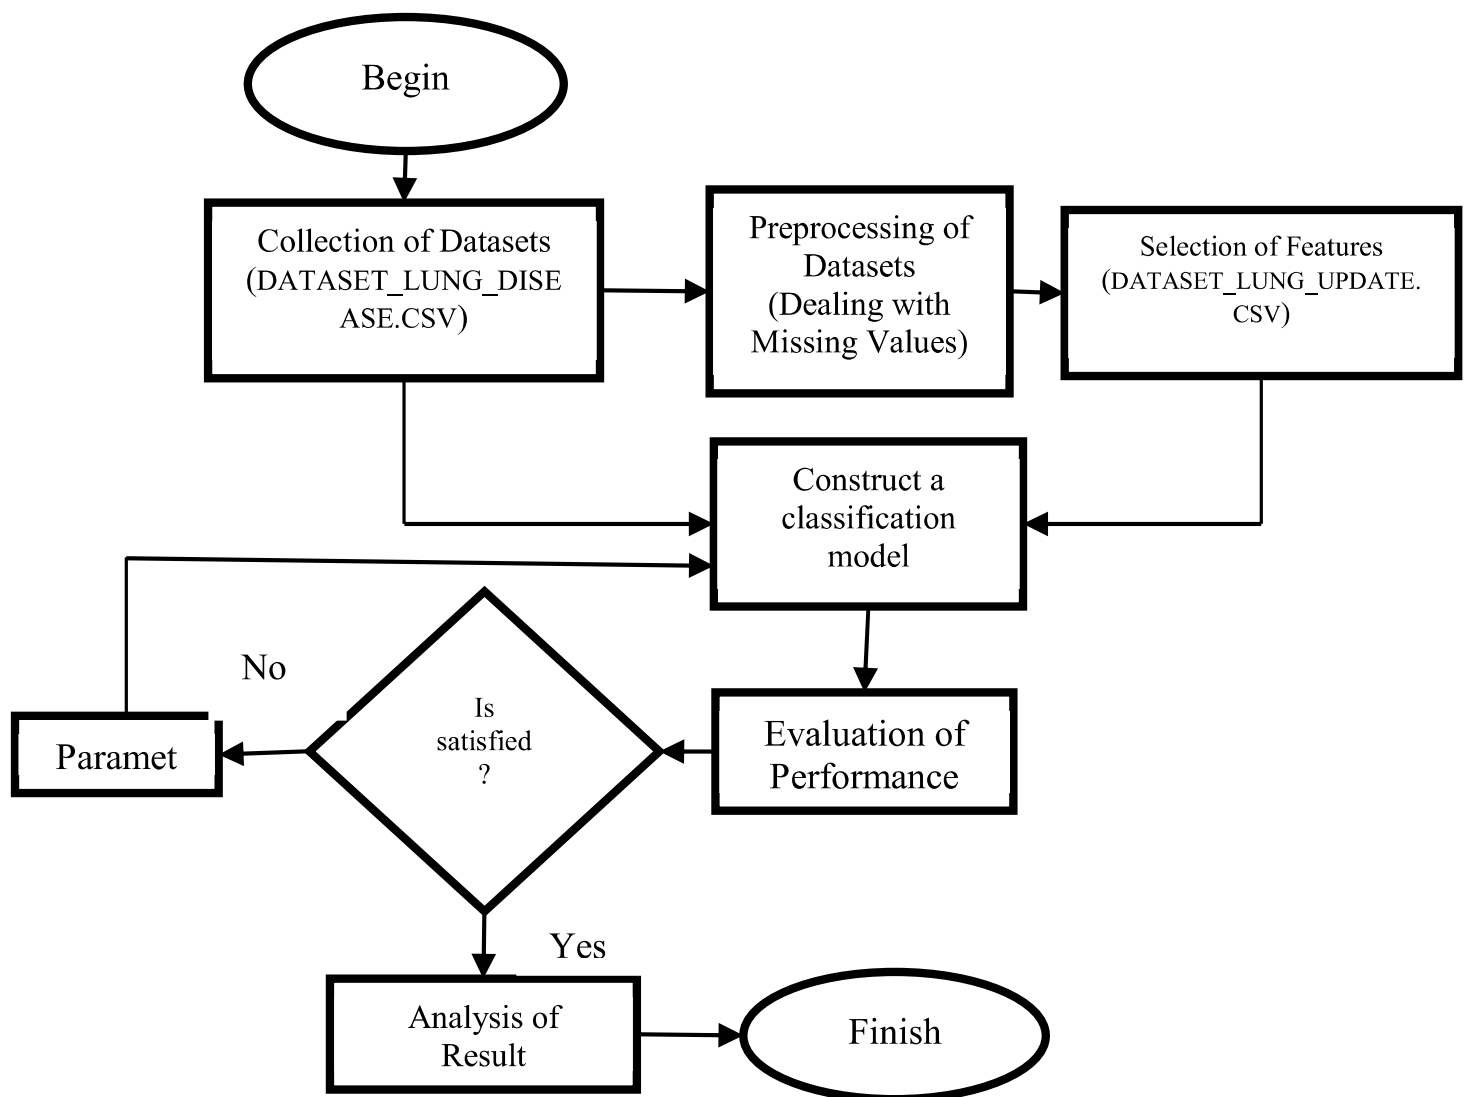 Begin
Collection of Datasets
(DATASET_LUNG_DISE
ASE.CSV)
Preprocessing of
Datasets
(Dealing with
Missing Values)
Selection of Features
(DATASET_LUNG_UPDATE.
CSV)
Construct a
classification
model
No
Is
satisfied
?
Paramet
Evaluation of
Performance
Yes
Analysis of
Result
Finish